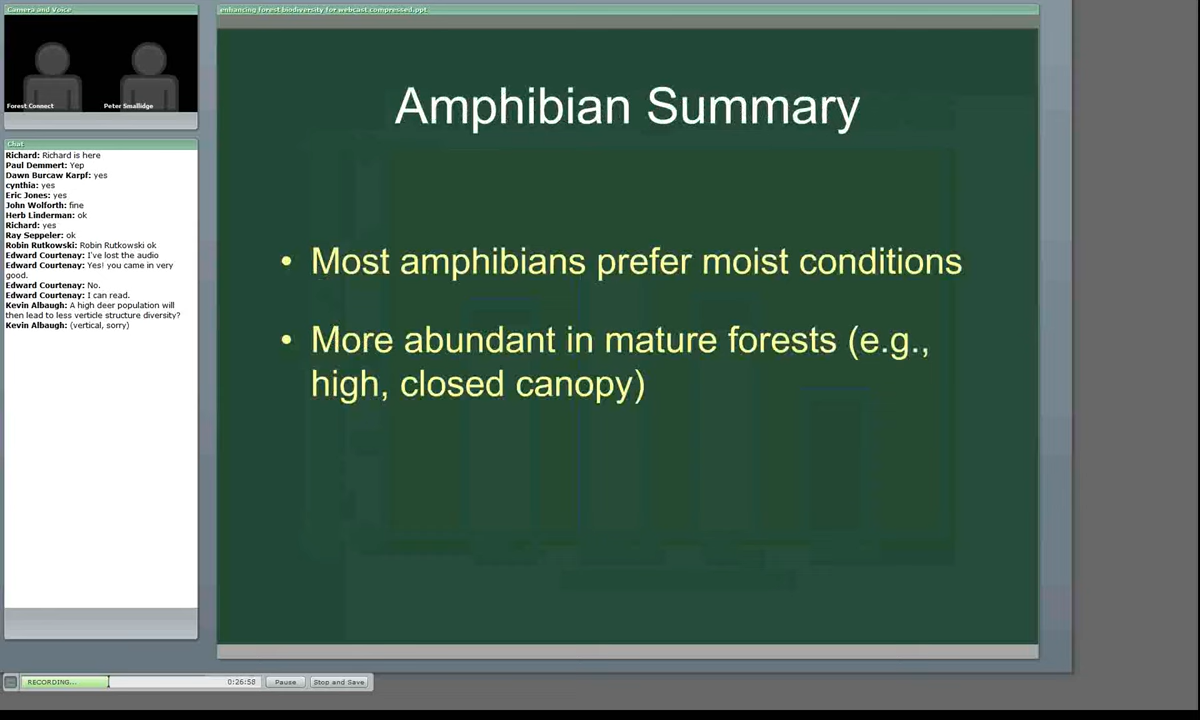 Camera and Voice
Forest Connect
Peter Smallidge
Chat
Richard: Richard is here
Paul Demmert: Yep
Dawn Burcaw Karpf: yes
cynthia: yes
Eric Jones: yes
John Wolforth: fine
Herb Linderman: ok
Richard: yes
Ray Seppeler: ok
Robin Rutkowski: Robin Rutkowski ok
Edward Courtenay: I've lost the audio
Edward Courtenay: Yes! you came in very
good.
Edward Courtenay: No.
Edward Courtenay: I can read.
Kevin Albaugh: A high deer population will
then lead to less verticle structure diversity?
Kevin Albaugh: (vertical, sorry)
enhancing forest biodiversity for webcast compressed.ppt
Amphibian Summary
• Most amphibians prefer moist conditions
• More abundant in mature forests (e.g.,
high, closed canopy)
RECORDING...
0:26:58
Pause
Stop and Save